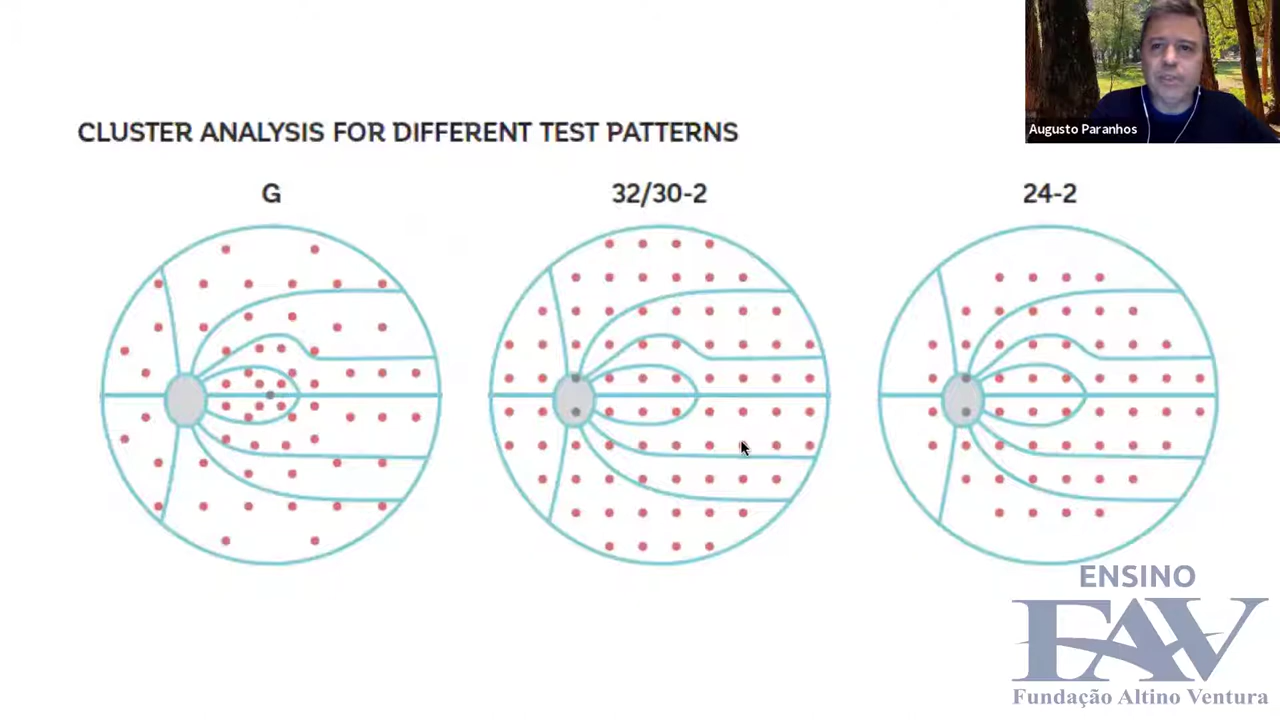 Augusto Paranhos
CLUSTER ANALYSIS FOR DIFFERENT TEST PATTERNS
G
32/30-2
24-2
ENSINO
FAV
Fundação Altino Ventura